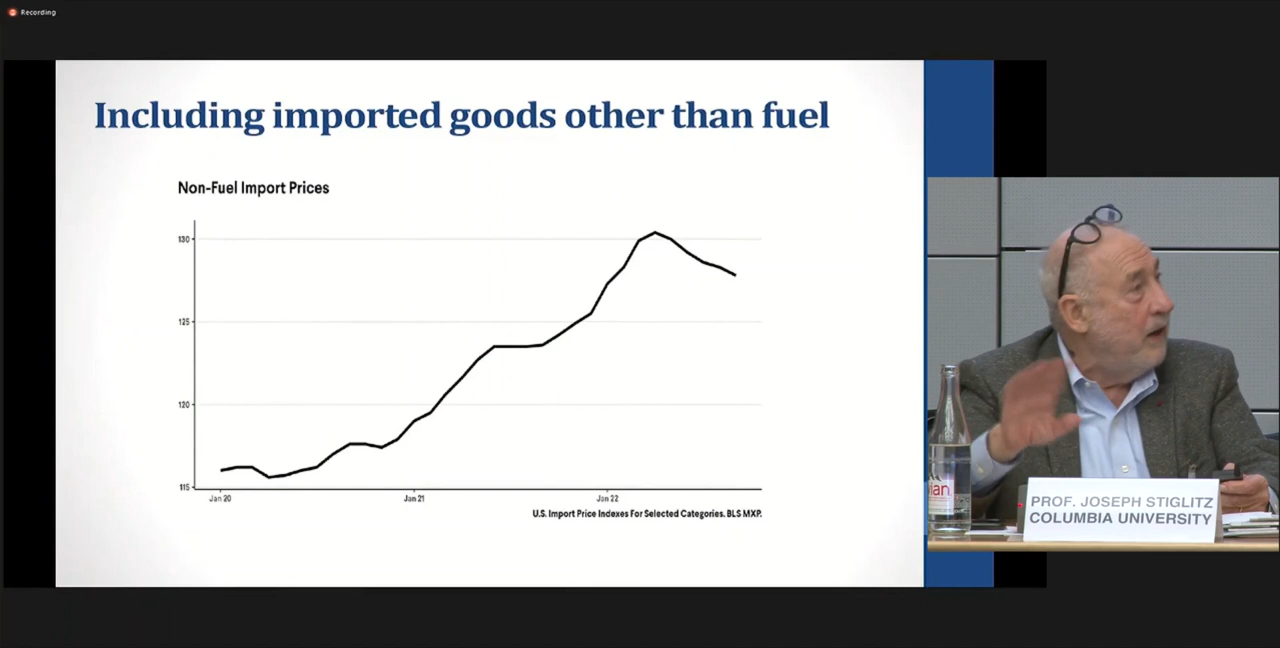 Recording
Including imported goods other than fuel
Non-Fuel Import Prices
130
125
120
115
Jan 20
Jan 21
Jan 22
U.S. Import Price Indexes For Selected Categories. BLS MXP.
ian.
PROF. JOSEPH STIGLITZ
COLUMBIA UNIVERSITY